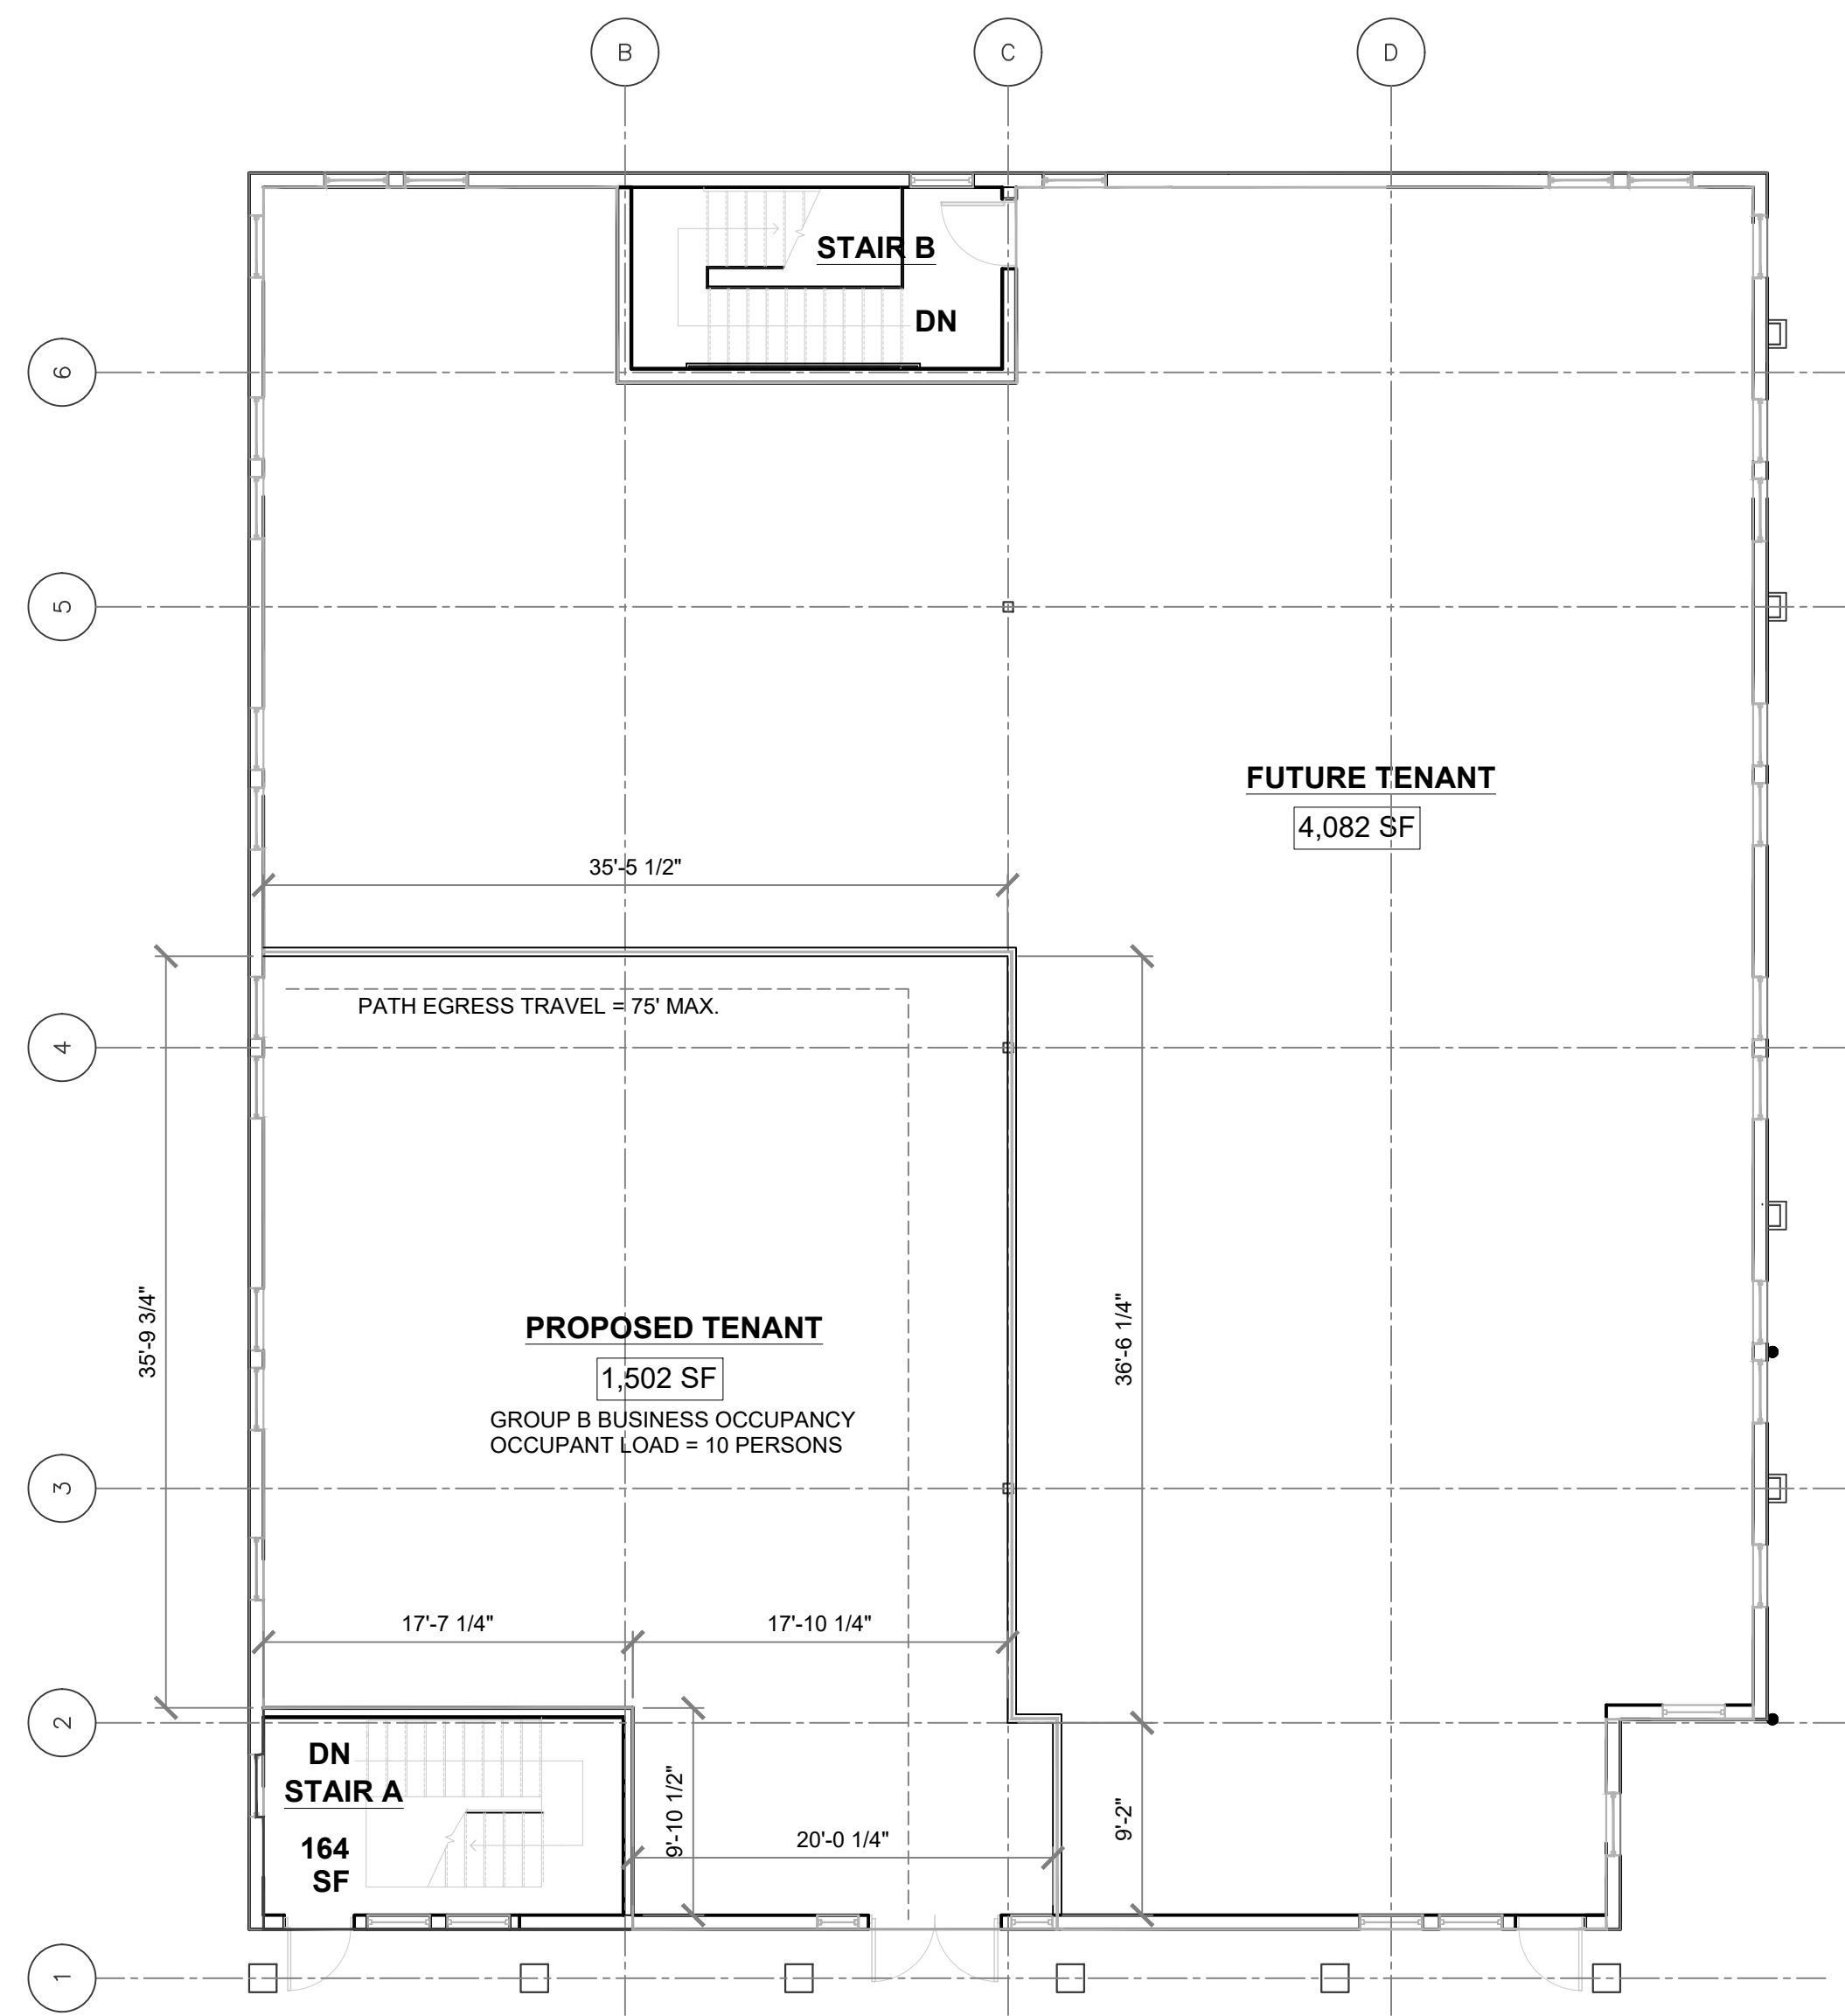 B
C
D
STAIR B
DN
6
5
FUTURE TENANT
4,082 SF
35'-5 1/2"
PATH EGRESS TRAVEL = 75' MAX.
4
35'-9 3/4"
36'-6 1/4"
PROPOSED TENANT
1,502 SF
GROUP B BUSINESS OCCUPANCY
OCCUPANT LOAD = 10 PERSONS
3
17'-7 1/4"
17'-10 1/4"
2
DN
STAIR A
164
SF
9'-10 1/2"
20'-0 1/4"
9'-2"
1